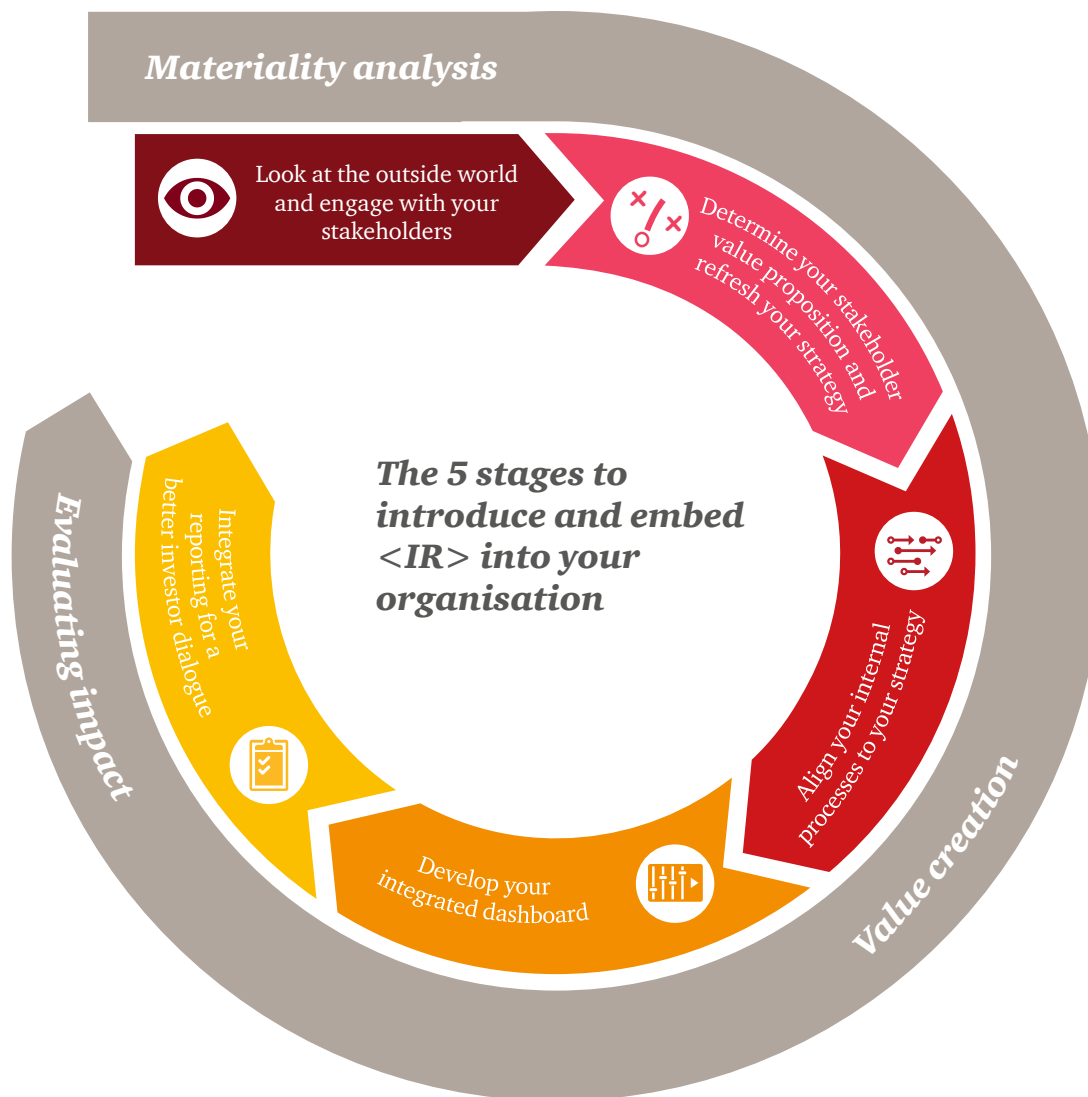 Materiality analysis
Look at the outside world
and engage with your
stakeholders
Determine your stakeholder
value proposition and
refresh your strategy
Align your internal
processes to your strategy
Develop your
integrated dashboard
Integrate your
reporting for a
better investor dialogue
The 5 stages to
introduce and embed
<IR> into your
organisation
Value creation
Evaluating impact